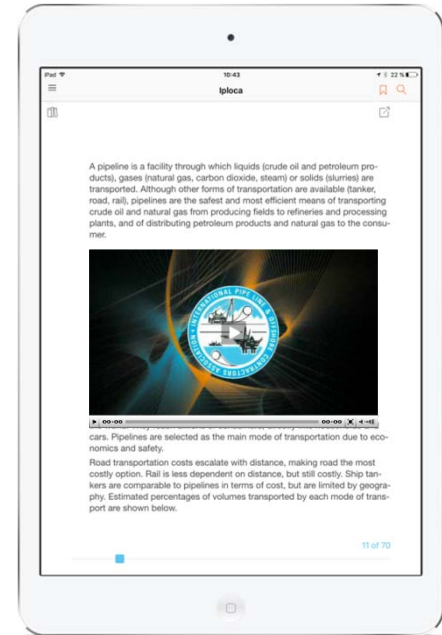 iPad
10:43
22 %
Iploca
A pipeline is a facility through which liquids (crude oil and petroleum pro-
ducts), gases (natural gas, carbon dioxide, steam) or solids (slurries) are
transported. Although other forms of transportation are available (tanker,
road, rail), pipelines are the safest and most efficient means of transporting
crude oil and natural gas from producing fields to refineries and processing
plants, and of distributing petroleum products and natural gas to the consu-
mer.
INTERNATIONAL PIPE LINE & OFFSHORE CONTRACTORS ASSOCIATION
00:00
00:00
cars. Pipelines are selected as the main mode of transportation due to eco-
nomics and safety.
Road transportation costs escalate with distance, making road the most
costly option. Rail is less dependent on distance, but still costly. Ship tan-
kers are comparable to pipelines in terms of cost, but are limited by geogra-
phy. Estimated percentages of volumes transported by each mode of trans-
port are shown below.
11 of 70